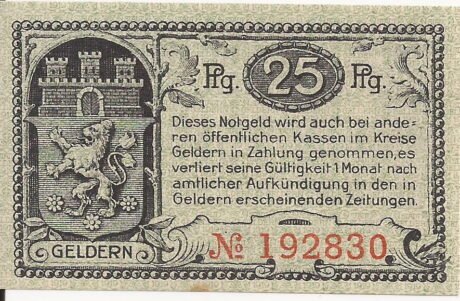 Pfg. 25 Pfg.
Dieses Notgeld wird auch bei ande-
ren öffentlichen Kassen im Kreise
Geldern in Zahlung genommen, es
verliert seine Gültigkeit 1 Monat nach
amtlicher Aufkündigung in den in
Geldern erscheinenden Zeitungen.
GELDERN
№ 192830